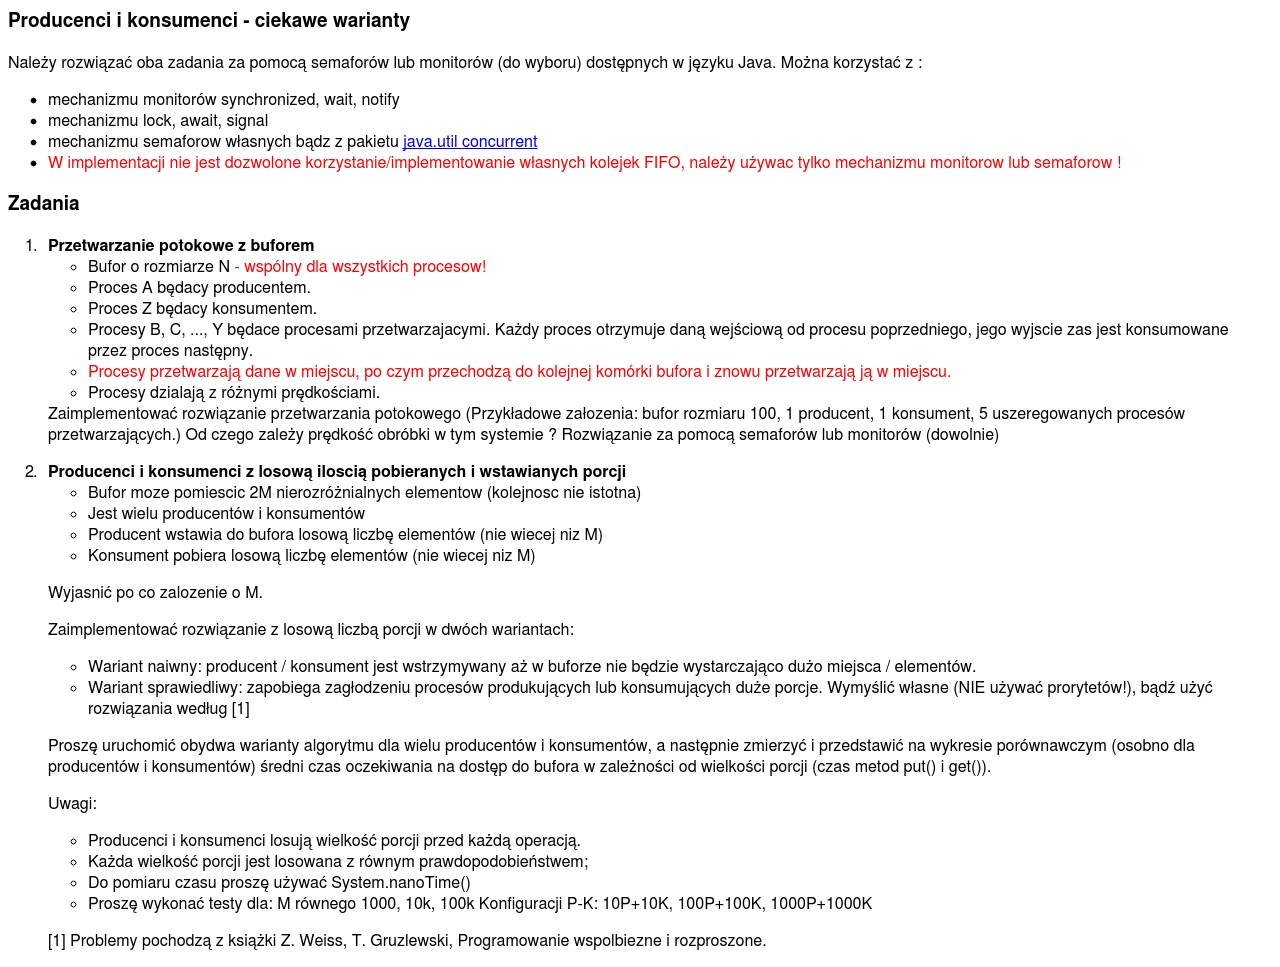 Producenci i konsumenci - ciekawe warianty
Należy rozwiązać oba zadania za pomocą semaforów lub monitorów (do wyboru) dostępnych w języku Java. Można korzystać z :
• mechanizmu monitorów synchronized, wait, notify
• mechanizmu lock, await, signal
• mechanizmu semaforow własnych bądz z pakietu java.util concurrent
• W implementacji nie jest dozwolone korzystanie/implementowanie własnych kolejek FIFO, należy używac tylko mechanizmu monitorow lub semaforow !
Zadania
1. Przetwarzanie potokowe z buforem
◦ Bufor o rozmiarze N - wspólny dla wszystkich procesow!
◦ Proces A będacy producentem.
◦ Proces Z będacy konsumentem.
◦ Procesy B, C, ..., Y będace procesami przetwarzajacymi. Każdy proces otrzymuje daną wejściową od procesu poprzedniego, jego wyjscie zas jest konsumowane
przez proces następny.
◦ Procesy przetwarzają dane w miejscu, po czym przechodzą do kolejnej komórki bufora i znowu przetwarzają ją w miejscu.
◦ Procesy dzialają z różnymi prędkościami.
Zaimplementować rozwiązanie przetwarzania potokowego (Przykładowe załozenia: bufor rozmiaru 100, 1 producent, 1 konsument, 5 uszeregowanych procesów
przetwarzających.) Od czego zależy prędkość obróbki w tym systemie ? Rozwiązanie za pomocą semaforów lub monitorów (dowolnie)
2. Producenci i konsumenci z losową iloscią pobieranych i wstawianych porcji
◦ Bufor moze pomiescic 2M nierozróżnialnych elementow (kolejnosc nie istotna)
◦ Jest wielu producentów i konsumentów
◦ Producent wstawia do bufora losową liczbę elementów (nie wiecej niz M)
◦ Konsument pobiera losową liczbę elementów (nie wiecej niz M)
Wyjasnić po co zalozenie o M.
Zaimplementować rozwiązanie z losową liczbą porcji w dwóch wariantach:
◦ Wariant naiwny: producent / konsument jest wstrzymywany aż w buforze nie będzie wystarczająco dużo miejsca / elementów.
◦ Wariant sprawiedliwy: zapobiega zagłodzeniu procesów produkujących lub konsumujących duże porcje. Wymyślić własne (NIE używać prorytetów!), bądź użyć
rozwiązania według [1]
Proszę uruchomić obydwa warianty algorytmu dla wielu producentów i konsumentów, a następnie zmierzyć i przedstawić na wykresie porównawczym (osobno dla
producentów i konsumentów) średni czas oczekiwania na dostęp do bufora w zależności od wielkości porcji (czas metod put() i get()).
Uwagi:
◦ Producenci i konsumenci losują wielkość porcji przed każdą operacją.
◦ Każda wielkość porcji jest losowana z równym prawdopodobieństwem;
◦ Do pomiaru czasu proszę używać System.nanoTime()
◦ Proszę wykonać testy dla: M równego 1000, 10k, 100k Konfiguracji P-K: 10P+10K, 100P+100K, 1000P+1000K
[1] Problemy pochodzą z książki Z. Weiss, T. Gruzlewski, Programowanie wspolbiezne i rozproszone.